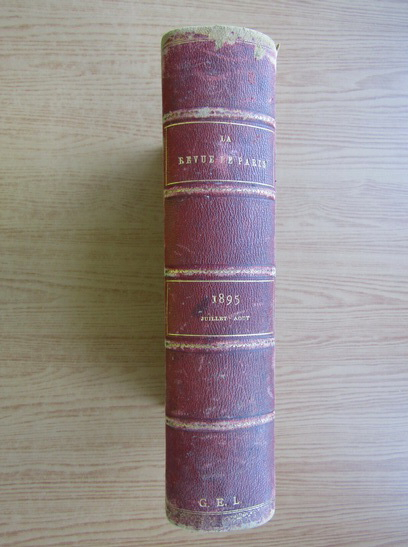 LA
REVUE DE PARIS
1895
JUILLET-AOUT
G. E. L.